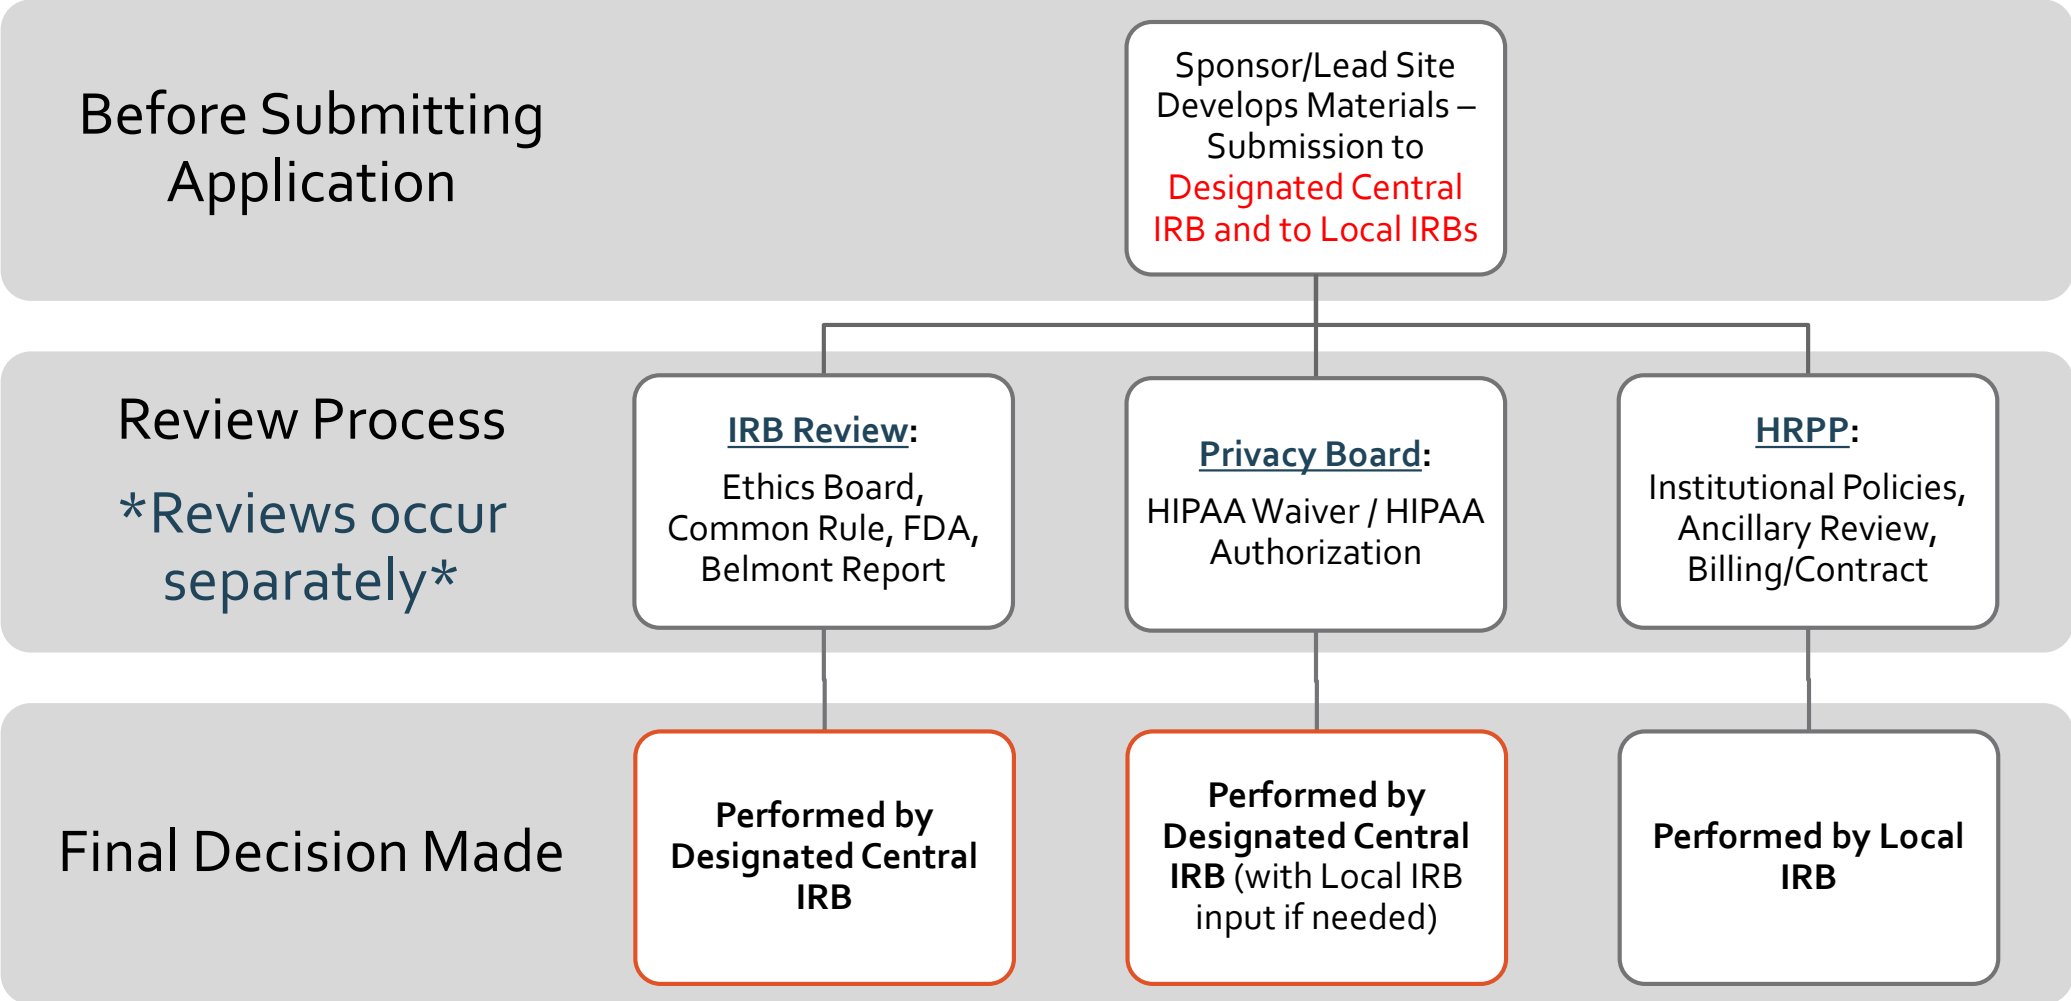 Before Submitting
Application
Sponsor/Lead Site
Develops Materials –
Submission to
Designated Central
IRB and to Local IRBs
Review Process
*Reviews occur
separately*
IRB Review:
Ethics Board,
Common Rule, FDA,
Belmont Report
Privacy Board:
HIPAA Waiver / HIPAA
Authorization
HRPP:
Institutional Policies,
Ancillary Review,
Billing/Contract
Final Decision Made
Performed by
Designated Central
IRB
Performed by
Designated Central
IRB (with Local IRB
input if needed)
Performed by Local
IRB